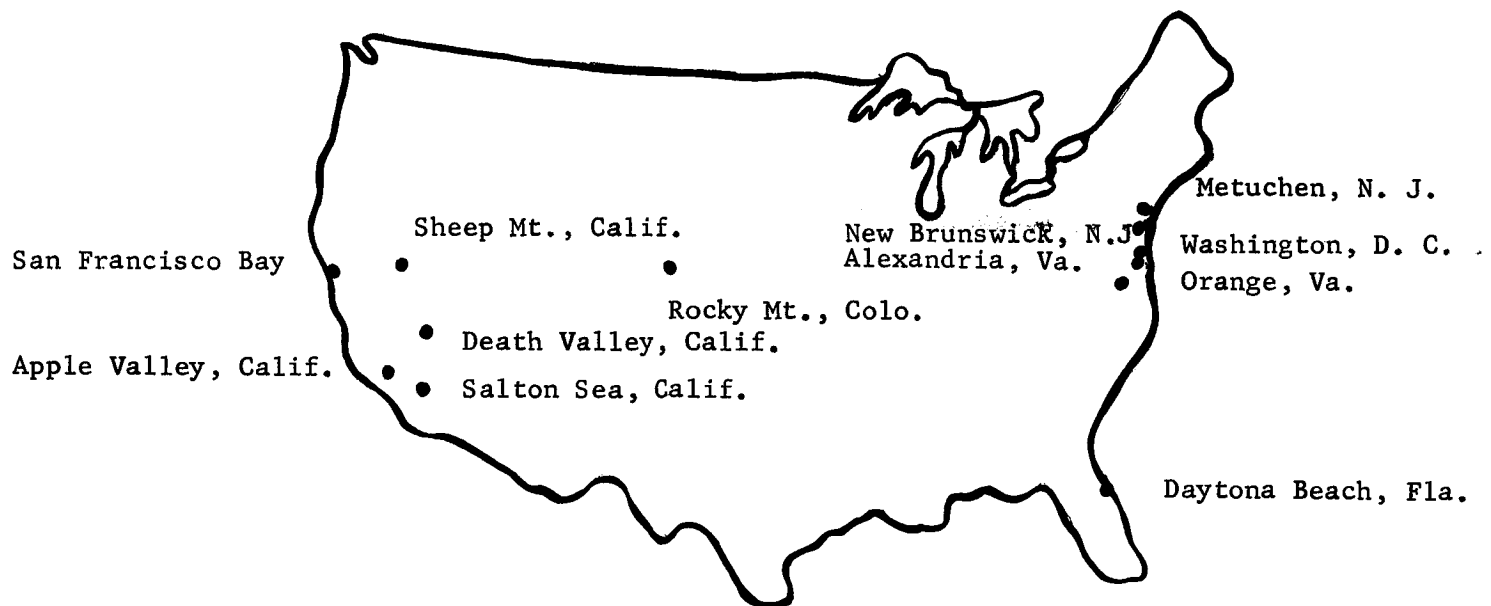 Metuchen, N. J.
Sheep Mt., Calif.
New Brunswick, N.J
San Francisco Bay
Alexandria, Va.
Washington, D. C.
Orange, Va.
Rocky Mt., Colo.
Death Valley, Calif.
Apple Valley, Calif.
Salton Sea, Calif.
Daytona Beach, Fla.